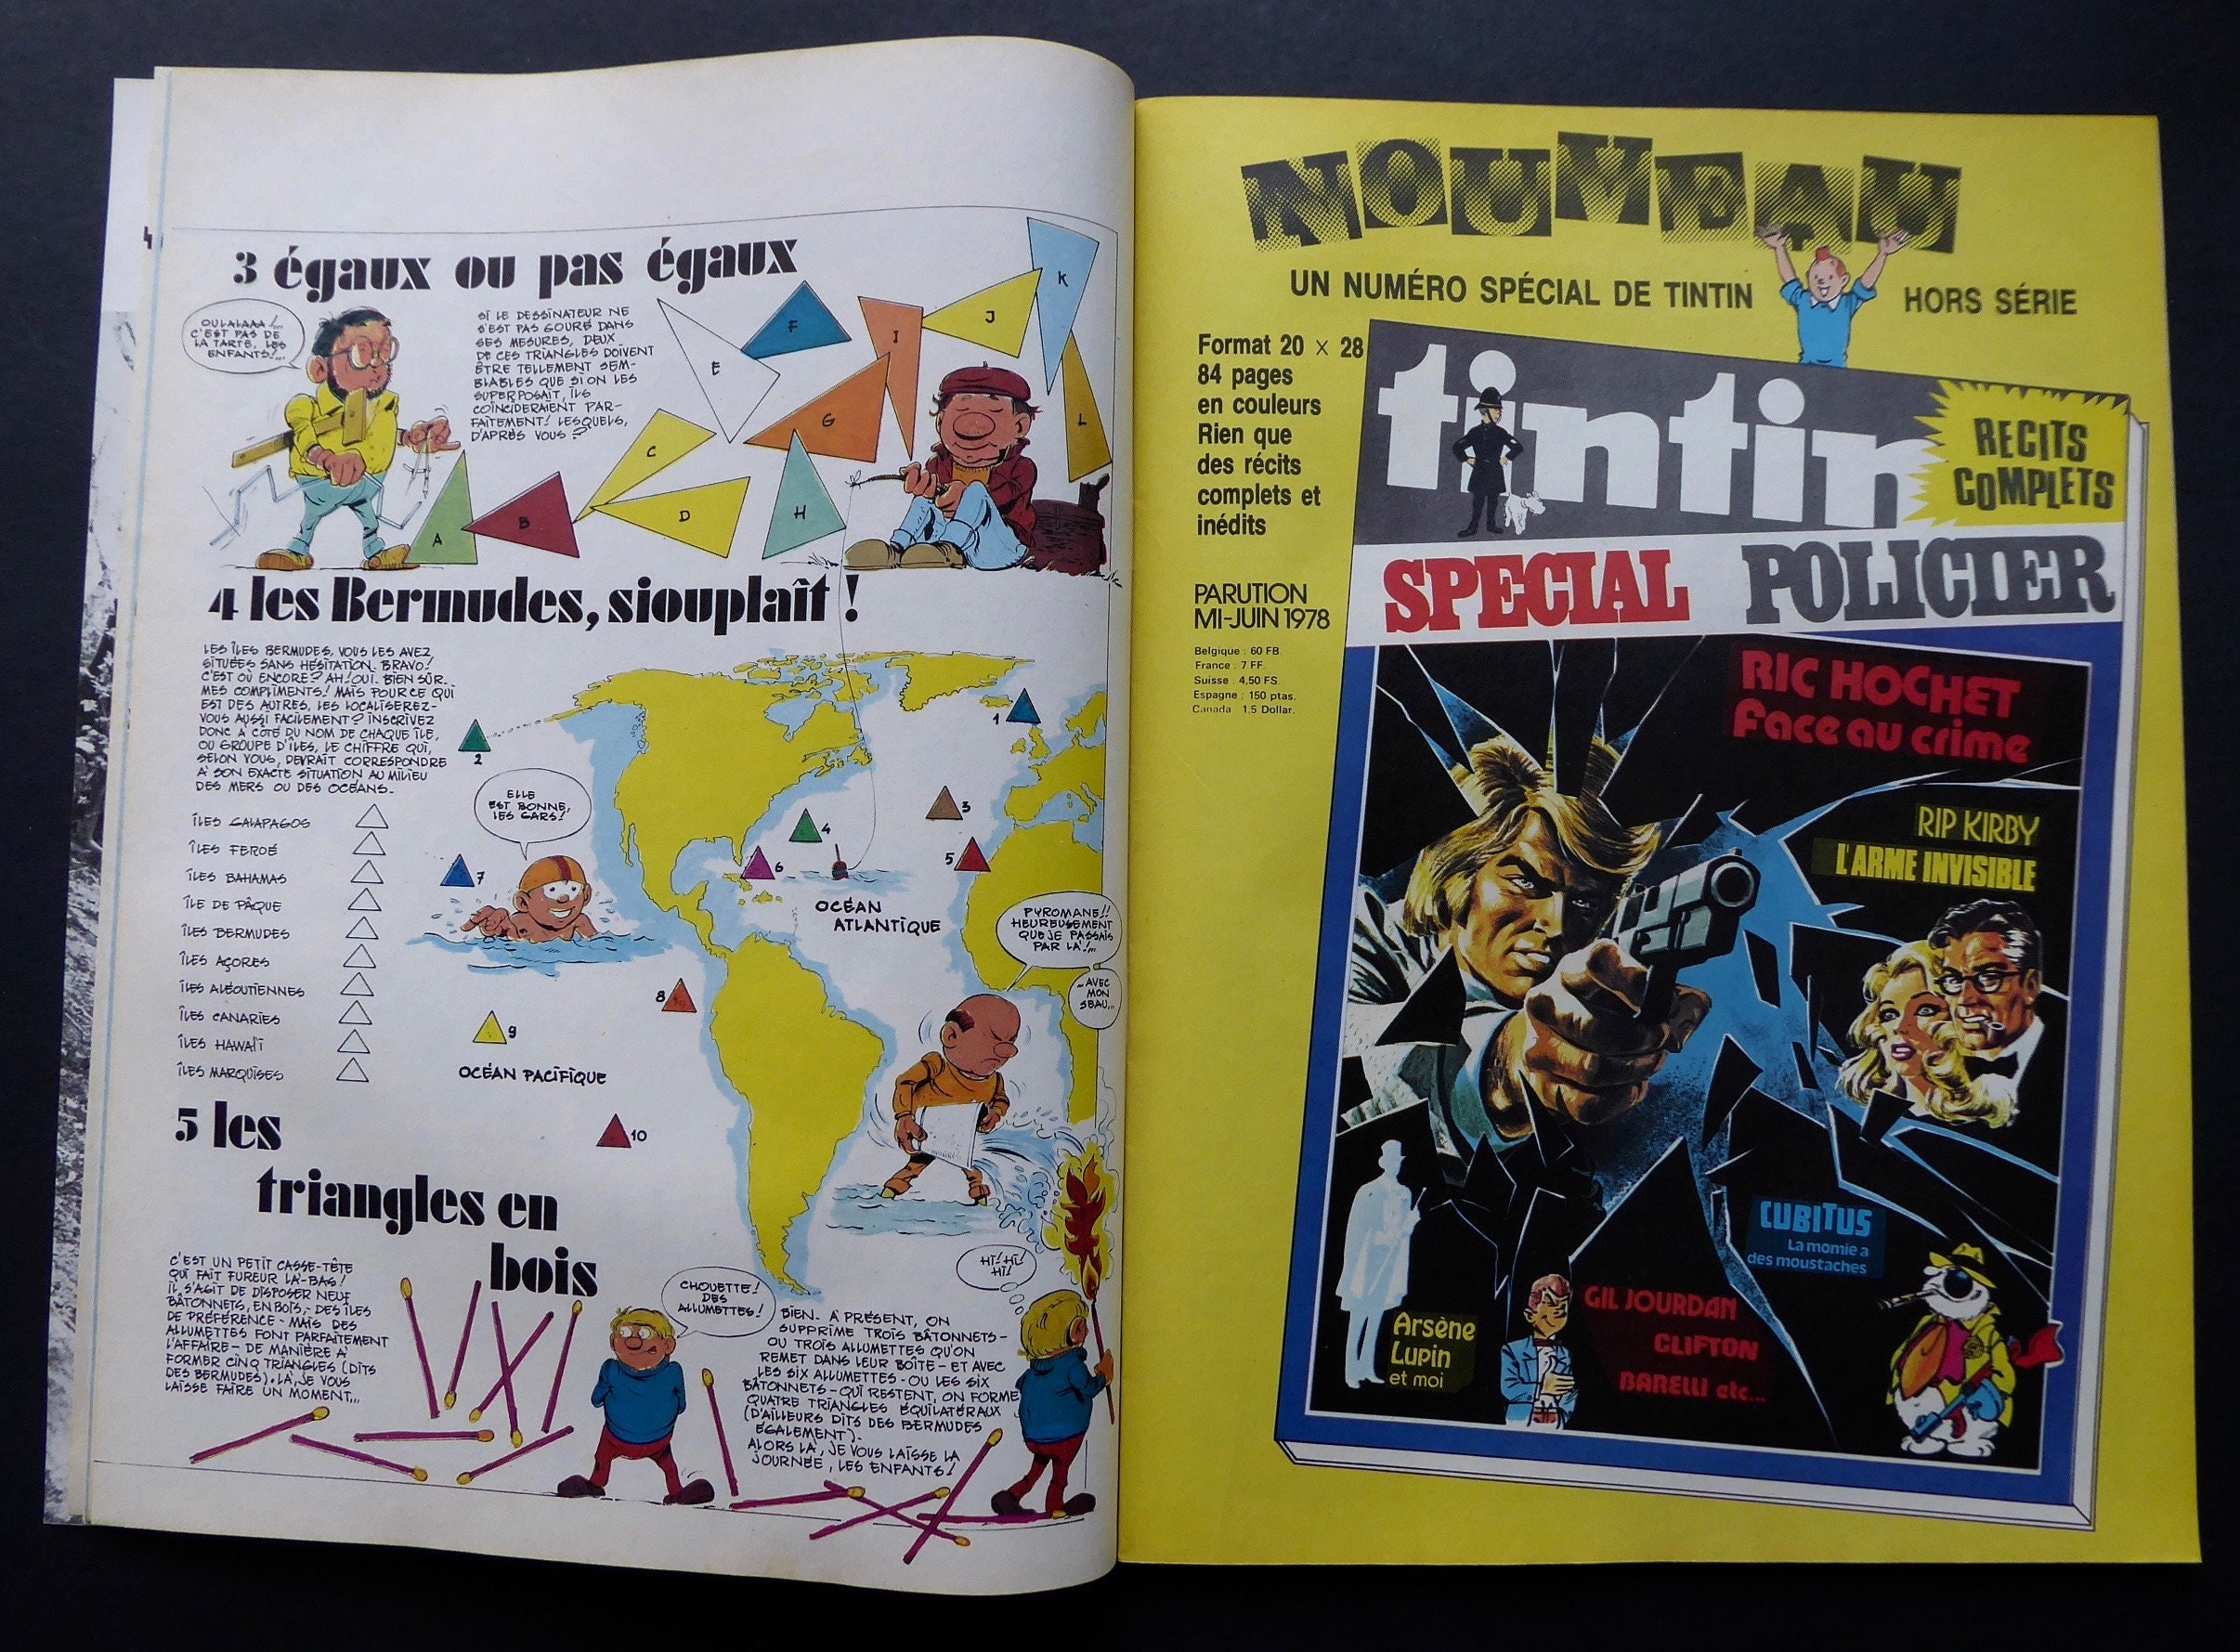 3 égaux ou pas égaux
OULALAAA!...
C'EST PAS DE
LA TARTE, LES
ENFANTS!...
SI LE DESSINATEUR NE
S'EST PAS GOURÉ DANS
SES MESURES, DEUX
DE CES TRIANGLES DOIVENT
ÊTRE TELLEMENT SEM-
BLABLES QUE SI ON LES
SUPERPOSAIT, ILS
COÏNCIDERAIENT PAR-
FAITEMENT! LESQUELS,
D'APRÈS VOUS?
A
B
C
D
E
F
G
H
I
J
K
L
4 les Bermudes, siouplaît !
LES ÎLES BERMUDES, VOUS LES AVEZ
SITUÉES SANS HÉSITATION. BRAVO!
C'EST OÙ ENCORE? AH! OUI. BIEN SÛR.
MES COMPLIMENTS! MAIS POUR CE QUI
EST DES AUTRES, LES LOCALISEREZ-
VOUS AUSSI FACILEMENT? INSCRIVEZ
DONC À CÔTÉ DU NOM DE CHAQUE ÎLE,
OU GROUPE D'ÎLES, LE CHIFFRE QUI,
SELON VOUS, DEVRAIT CORRESPONDRE
À SON EXACTE SITUATION AU MILIEU
DES MERS OU DES OCÉANS.
ÎLES GALAPAGOS
ÎLES FEROÉ
ÎLES BAHAMAS
ÎLE DE PÂQUE
ÎLES BERMUDES
ÎLES AÇORES
ÎLES ALÉOUTIENNES
ÎLES CANARIES
ÎLES HAWAÏI
ÎLES MARQUISES
1
2
3
4
5
6
7
8
9
10
ELLE
EST BONNE,
LES GARS!
OCÉAN
ATLANTIQUE
OCÉAN PACIFIQUE
PYROMANE!!
HEUREUSEMENT
QUE JE PASSAIS
PAR LÀ!...
...AVEC
MON
SEAU...
5 les
triangles en
bois
C'EST UN PETIT CASSE-TÊTE
QUI FAIT FUREUR LÀ-BAS!
IL S'AGIT DE DISPOSER NEUF
BÂTONNETS, EN BOIS,- DES ÎLES
DE PRÉFÉRENCE - MAIS DES
ALLUMETTES FONT PARFAITEMENT
L'AFFAIRE - DE MANIÈRE À
FORMER CINQ TRIANGLES (DITS
DES BERMUDES). LÀ, JE VOUS
LAISSE FAIRE UN MOMENT...
CHOUETTE!
DES
ALLUMETTES!
HI! HI!
HI!
BIEN. À PRÉSENT, ON
SUPPRIME TROIS BÂTONNETS -
OU TROIS ALLUMETTES QU'ON
REMET DANS LEUR BOÎTE - ET AVEC
LES SIX ALLUMETTES - OU LES SIX
BÂTONNETS - QUI RESTENT, ON FORME
QUATRE TRIANGLES ÉQUILATÉRAUX
(D'AILLEURS DITS DES BERMUDES
ÉGALEMENT).
ALORS LÀ, JE VOUS LAISSE LA
JOURNÉE, LES ENFANTS!
NOUVEAU
UN NUMÉRO SPÉCIAL DE TINTIN HORS SÉRIE
Format 20 × 28
84 pages
en couleurs
Rien que
des récits
complets et
inédits
PARUTION
MI-JUIN 1978
Belgique : 60 FB.
France : 7 FF.
Suisse : 4,50 FS.
Espagne : 150 ptas.
Canada : 1,5 Dollar.
tintin
RECITS
COMPLETS
SPECIAL POLICIER
RIC HOCHET
Face au crime
RIP KIRBY
L'ARME INVISIBLE
CUBITUS
La momie a
des moustaches
Arsène
Lupin
et moi
GIL JOURDAN
CLIFTON
BARELLI etc...